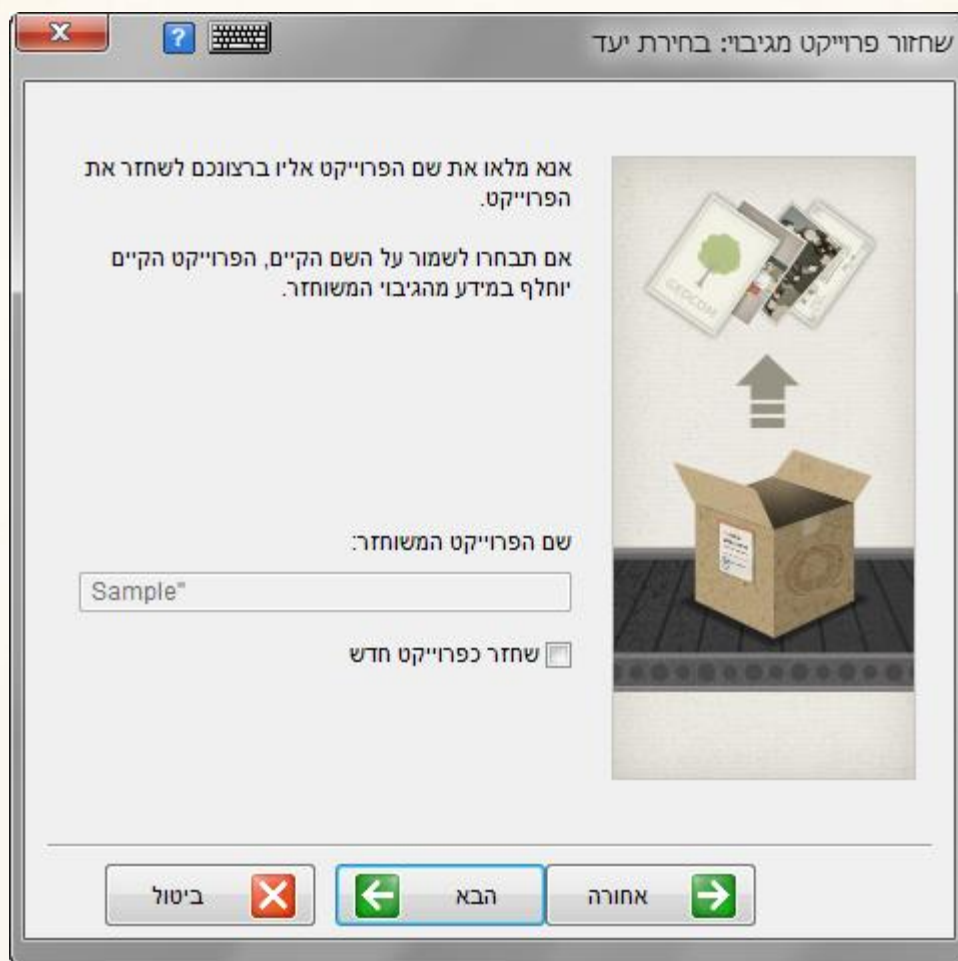 שחזור פרוייקט מגיבוי: בחירת יעד
?
אנא מלאו את שם הפרוייקט אליו ברצונכם לשחזר את
הפרוייקט.
אם תבחרו לשמור על השם הקיים, הפרוייקט הקיים
יוחלף במידע מהגיבוי המשוחזר.
GEOCOM
שם הפרוייקט המשוחזר:
Sample"
שחזר כפרוייקט חדש
אחורה
הבא
ביטול